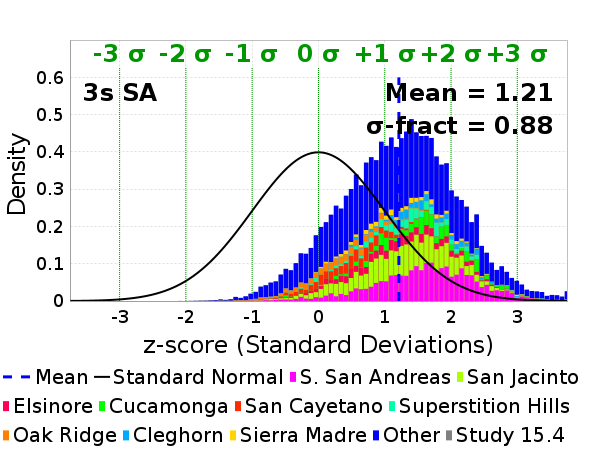 -3 σ -2 σ -1 σ 0 σ +1 σ +2 σ +3 σ
3s SA
Mean = 1.21
σ-fract = 0.88
Density
0.6
0.5
0.4
0.3
0.2
0.1
0
-3 -2 -1 0 1 2 3
z-score (Standard Deviations)
Mean Standard Normal S. San Andreas San Jacinto
Elsinore Cucamonga San Cayetano Superstition Hills
Oak Ridge Cleghorn Sierra Madre Other Study 15.4